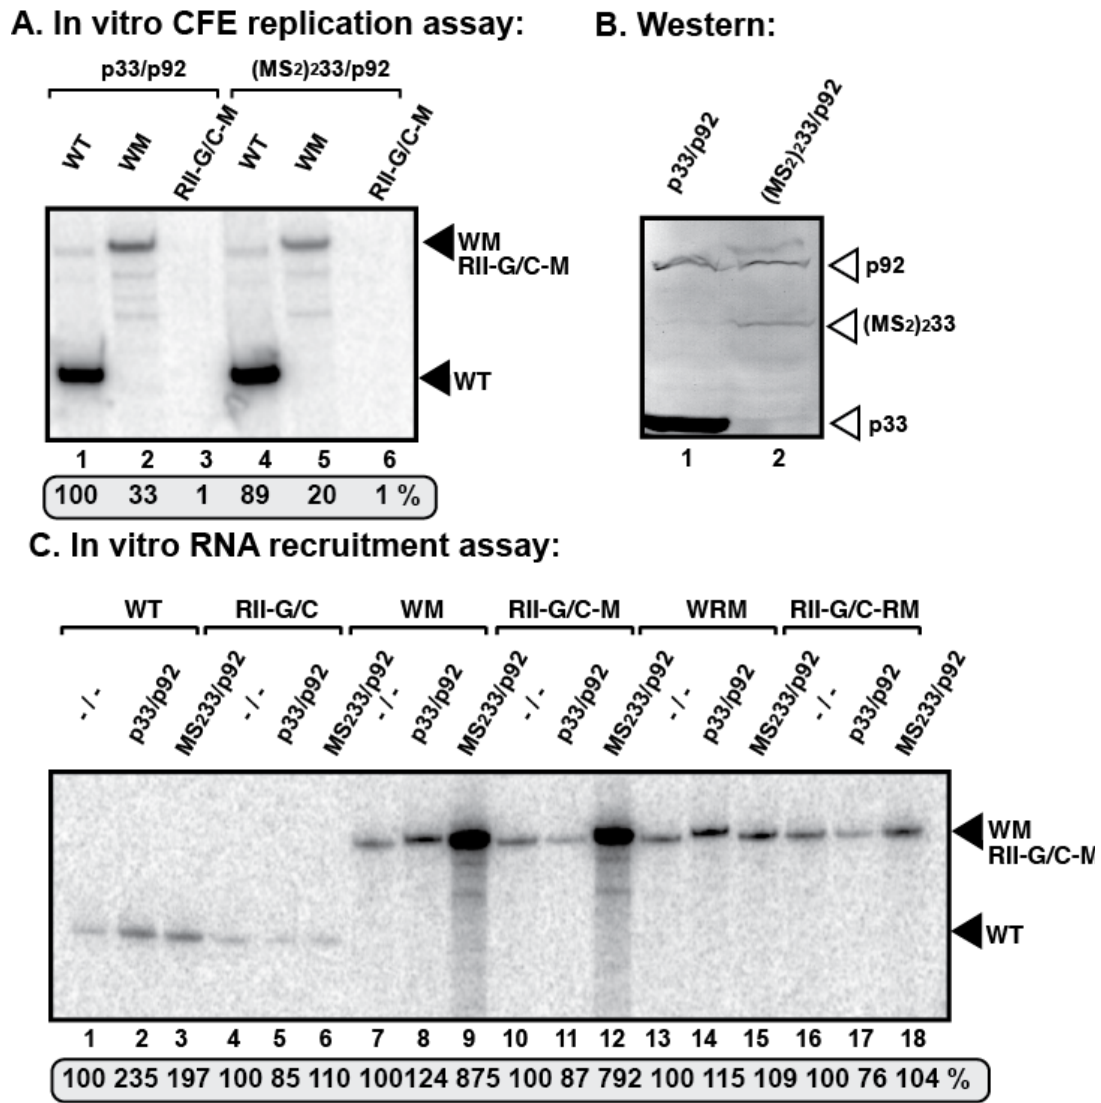 A. In vitro CFE replication assay:
p33/p92 (MS2)233/p92
WT WM RII-G/C-M WT WM RII-G/C-M
WM
RII-G/C-M
WT
1 2 3 4 5 6
100 33 1 89 20 1 %
B. Western:
p33/p92 (MS2)233/p92
p92
(MS2)233
p33
1 2
C. In vitro RNA recruitment assay:
WT RII-G/C WM RII-G/C-M WRM RII-G/C-RM
- / - p33/p92 MS233/p92 - / - p33/p92 MS233/p92 - / - p33/p92 MS233/p92 - / - p33/p92 MS233/p92 - / - p33/p92 MS233/p92 - / - p33/p92 MS233/p92
WM
RII-G/C-M
WT
1 2 3 4 5 6 7 8 9 10 11 12 13 14 15 16 17 18
100 235 197 100 85 110 100 124 875 100 87 792 100 115 109 100 76 104 %